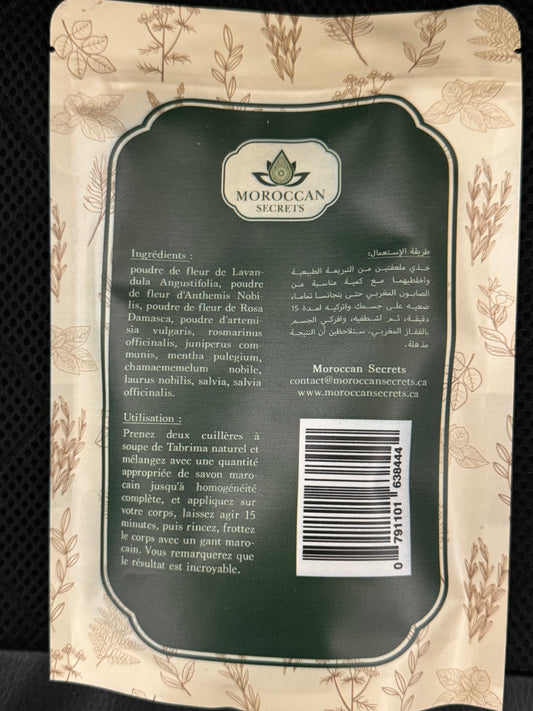 MOROCCAN
SECRETS
Ingrédients :
poudre de fleur de Lavan-
dula Angustifolia, poudre
de fleur d'Anthemis Nobi-
lis, poudre de fleur de Rosa
Damasca, poudre d'artemi-
sia vulgaris, rosmarinus
officinalis, juniperus com-
munis, mentha pulegium,
chamaememelum nobile,
laurus nobilis, salvia, salvia
officinalis.
Utilisation :
Prenez deux cuillères à
soupe de Tabrima naturel et
mélangez avec une quantité
appropriée de savon maro-
cain jusqu'à homogénéité
complète, et appliquez sur
votre corps, laissez agir 15
minutes, puis rincez, frottez
le corps avec un gant maro-
cain. Vous remarquerez que
le résultat est incroyable.
طريقة الإستعمال:
خذي ملعقتين من التبريمة الطبيعية
واخلطيهما مع كمية مناسبة من
الصابون المغربي حتى يتجانسا تماما،
ضعيه على جسمك واتركيه لمدة 15
دقيقة، ثم اشطفيه، وافركي الجسم
بالقفاز المغربي. ستلاحظين أن النتيجة
مذهلة.
Moroccan Secrets
contact@moroccansecrets.ca
www.moroccansecrets.ca
0 791101 638444